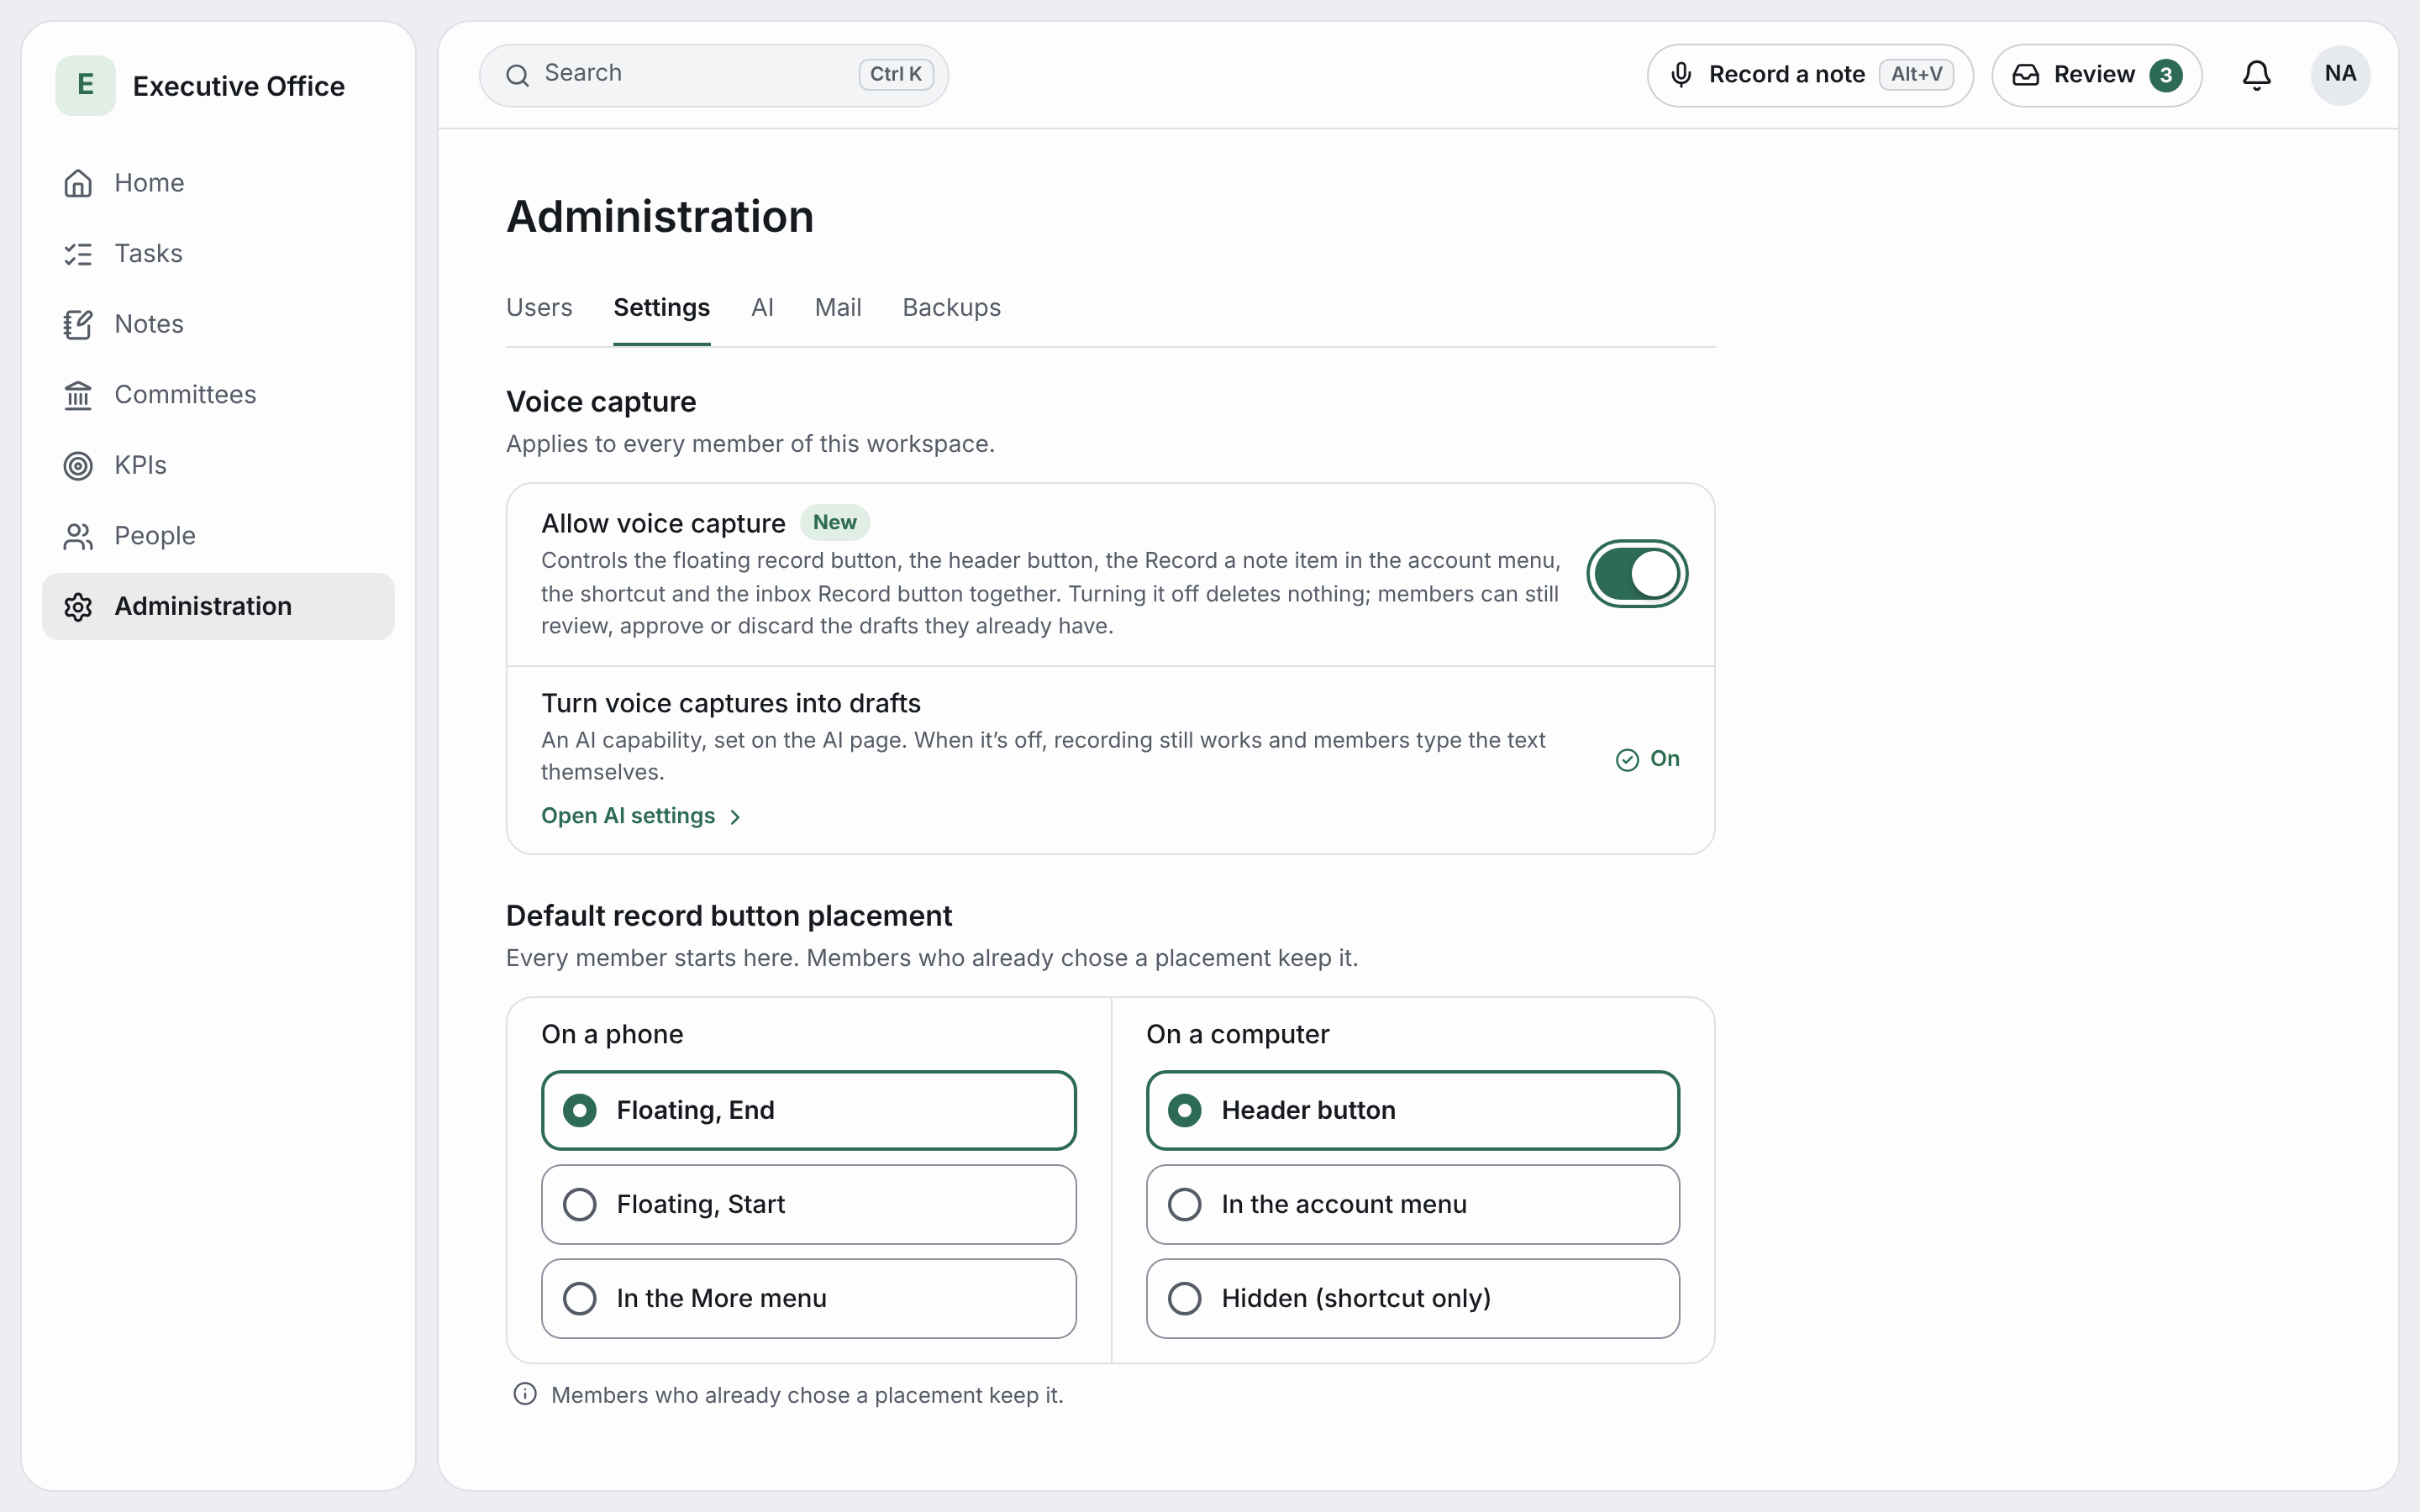 E
Executive Office
Home
Tasks
Notes
Committees
KPIs
People
Administration
Search
Ctrl K
Record a note
Alt+V
Review
3
NA
Administration
Users
Settings
AI
Mail
Backups
Voice capture
Applies to every member of this workspace.
Allow voice capture
New
Controls the floating record button, the header button, the Record a note item in the account menu,
the shortcut and the inbox Record button together. Turning it off deletes nothing; members can still
review, approve or discard the drafts they already have.
Turn voice captures into drafts
An AI capability, set on the AI page. When it’s off, recording still works and members type the text
themselves.
On
Open AI settings
Default record button placement
Every member starts here. Members who already chose a placement keep it.
On a phone
Floating, End
Floating, Start
In the More menu
On a computer
Header button
In the account menu
Hidden (shortcut only)
Members who already chose a placement keep it.